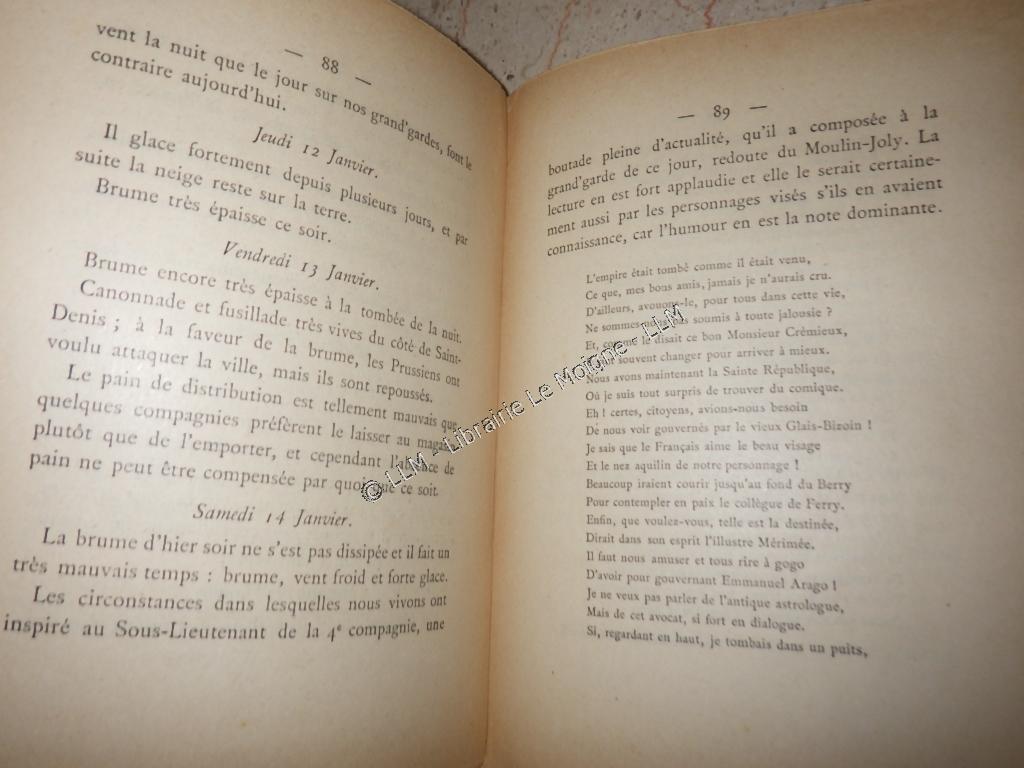 — 88 —
vent la nuit que le jour sur nos grand'gardes, font le
contraire aujourd'hui.
Jeudi 12 Janvier.
Il glace fortement depuis plusieurs jours, et par
suite la neige reste sur la terre.
Brume très épaisse ce soir.
Vendredi 13 Janvier.
Brume encore très épaisse à la tombée de la nuit.
Canonnade et fusillade très vives du côté de Saint-
Denis ; à la faveur de la brume, les Prussiens ont
voulu attaquer la ville, mais ils sont repoussés.
Le pain de distribution est tellement mauvais que
quelques compagnies préfèrent le laisser au
plutôt que de l'emporter, et cependant de
pain ne peut être compensée par quoi que ce soit.
Samedi 14 Janvier.
La brume d'hier soir ne s'est pas dissipée et il fait un
très mauvais temps : brume, vent froid et forte glace.
Les circonstances dans lesquelles nous vivons ont
inspiré au Sous-Lieutenant de la 4e compagnie, une
— 89 —
boutade pleine d'actualité, qu'il a composée à la
grand'garde de ce jour, redoute du Moulin-Joly. La
lecture en est fort applaudie et elle le serait certaine-
ment aussi par les personnages visés s'ils en avaient
connaissance, car l'humour en est la note dominante.
L'empire était tombé comme il était venu,
Ce que, mes bons amis, jamais je n'aurais cru.
D'ailleurs, avouons-le, pour tous dans cette vie,
Ne sommes-nous pas soumis à toute jalousie ?
Et, comme le disait ce bon Monsieur Crémieux,
souvent changer pour arriver à mieux.
Nous avons maintenant la Sainte République,
Où je suis tout surpris de trouver du comique.
Eh ! certes, citoyens, avions-nous besoin
De nous voir gouvernés par le vieux Glais-Bizoin !
Je sais que le Français aime le beau visage
Et le nez aquilin de notre personnage !
Beaucoup iraient courir jusqu'au fond du Berry
Pour contempler en paix le collègue de Ferry.
Enfin, que voulez-vous, telle est la destinée,
Dirait dans son esprit l'illustre Mérimée.
Il faut nous amuser et tous rire à gogo
D'avoir pour gouvernant Emmanuel Arago !
Je ne veux pas parler de l'antique astrologue,
Mais de cet avocat, si fort en dialogue.
Si, regardant en haut, je tombais dans un puits,
© LLM - Librairie Le Moigne - LLM